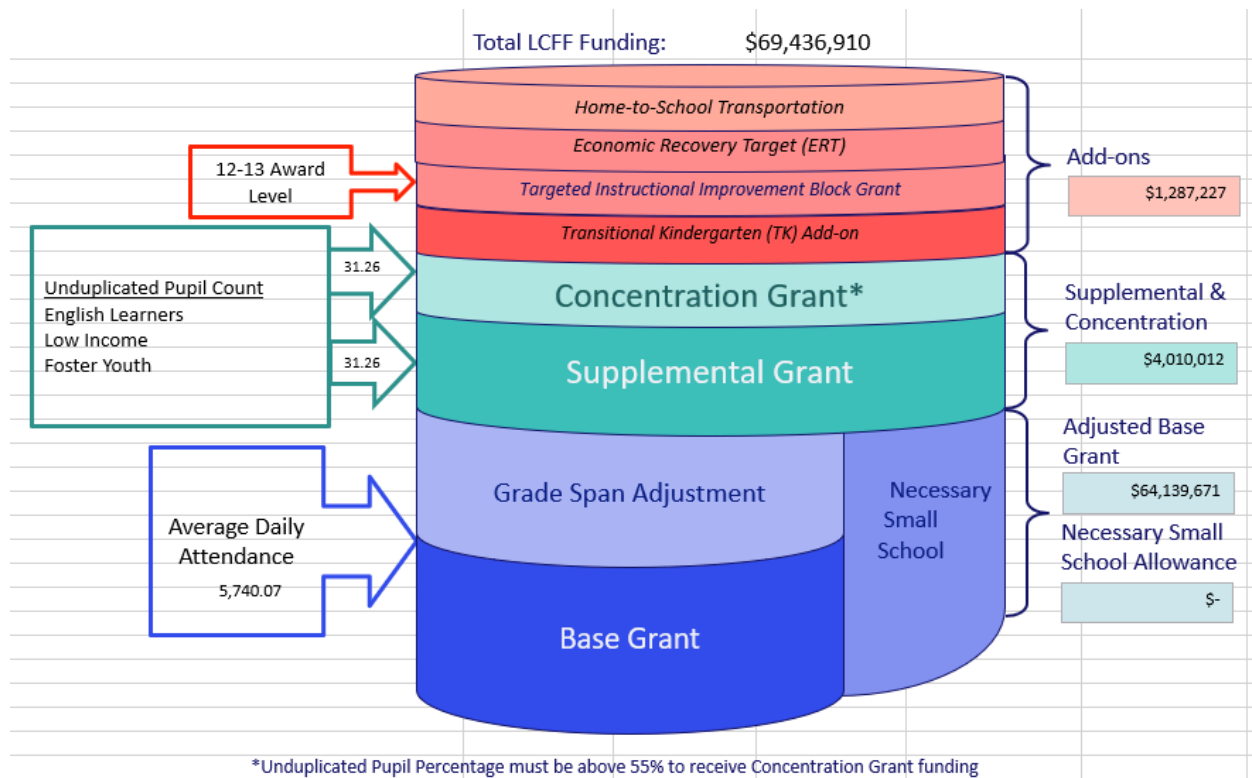 Total LCFF Funding: $69,436,910
Home-to-School Transportation
Economic Recovery Target (ERT)
Targeted Instructional Improvement Block Grant
Transitional Kindergarten (TK) Add-on
Concentration Grant*
Supplemental Grant
Grade Span Adjustment
Base Grant
Necessary
Small
School
12-13 Award
Level
Unduplicated Pupil Count
English Learners
Low Income
Foster Youth
31.26
31.26
Average Daily
Attendance
5,740.07
Add-ons
$1,287,227
Supplemental &
Concentration
$4,010,012
Adjusted Base
Grant
$64,139,671
Necessary Small
School Allowance
$-
*Unduplicated Pupil Percentage must be above 55% to receive Concentration Grant funding